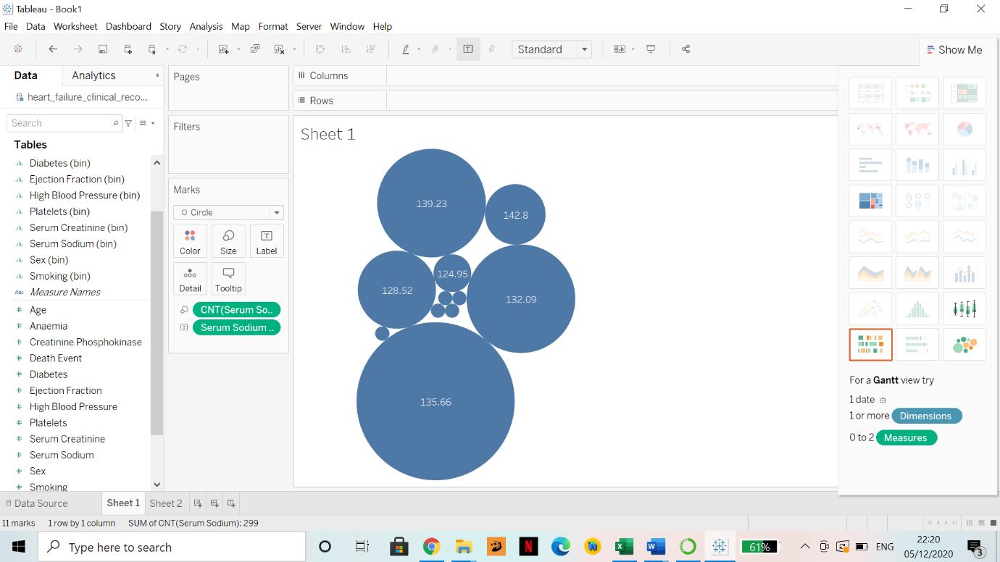 Tableau - Book1
File Data Worksheet Dashboard Story Analysis Map Format Server Window Help
Standard
Show Me
Data Analytics
heart_failure_clinical_reco...
Search
Tables
Diabetes (bin)
Ejection Fraction (bin)
High Blood Pressure (bin)
Platelets (bin)
Serum Creatinine (bin)
Serum Sodium (bin)
Sex (bin)
Smoking (bin)
Abc Measure Names
# Age
# Anaemia
# Creatinine Phosphokinase
# Death Event
# Diabetes
# Ejection Fraction
# High Blood Pressure
# Platelets
# Serum Creatinine
# Serum Sodium
# Sex
# Smoking
Pages
Filters
Marks
Circle
Color Size Label
Detail Tooltip
CNT(Serum So..
Serum Sodium ..
Columns
Rows
Sheet 1
139.23
142.8
124.95
128.52
132.09
135.66
For a Gantt view try
1 date
1 or more Dimensions
0 to 2 Measures
Data Source Sheet 1 Sheet 2
11 marks 1 row by 1 column SUM of CNT(Serum Sodium): 299
Type here to search
61%
ENG
22:20
05/12/2020
3